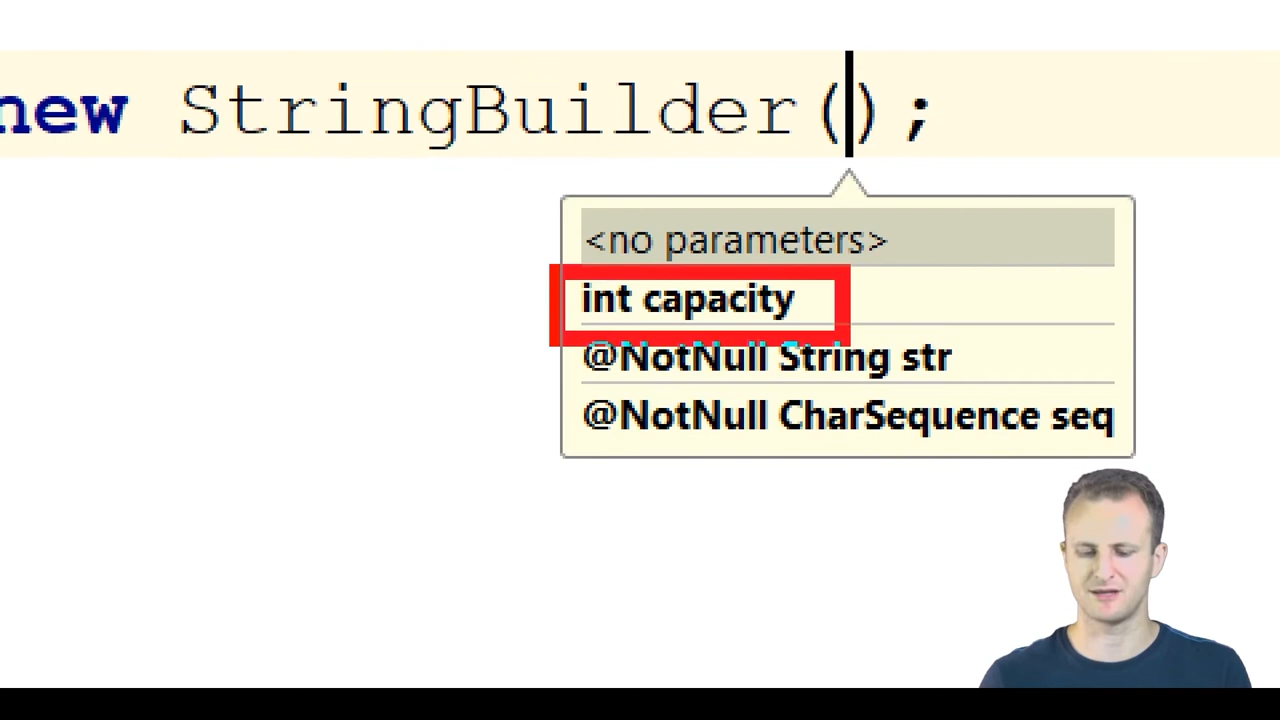 new StringBuilder();
<no parameters>
int capacity
@NotNull String str
@NotNull CharSequence seq